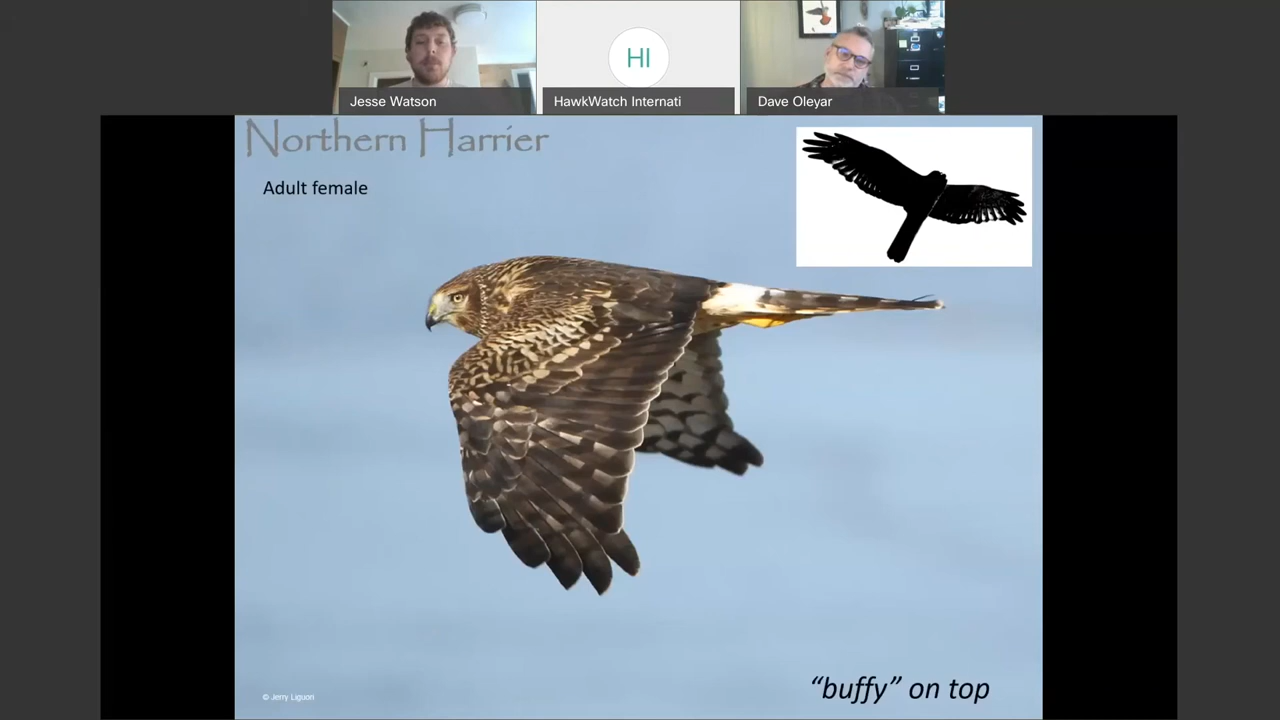 HI
Jesse Watson
HawkWatch Internati
Dave Oleyar
Northern Harrier
Adult female
© Jerry Liguori
“buffy” on top